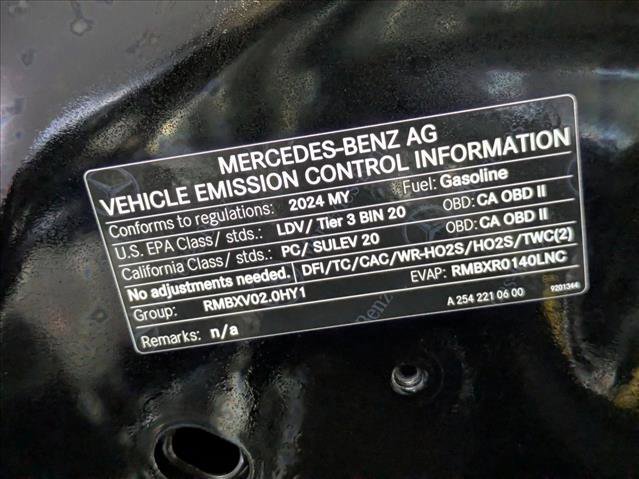 MERCEDES-BENZ AG
VEHICLE EMISSION CONTROL INFORMATION
Conforms to regulations: 2024 MY Fuel: Gasoline
U.S. EPA Class/ stds.: LDV/ Tier 3 BIN 20 OBD: CA OBD II
California Class/ stds.: PC/ SULEV 20 OBD: CA OBD II
No adjustments needed. DFI/TC/CAC/WR-HO2S/HO2S/TWC(2)
Group: RMBXV02.0HY1 EVAP: RMBXR0140LNC
Remarks: n/a A 254 221 06 00 9201344